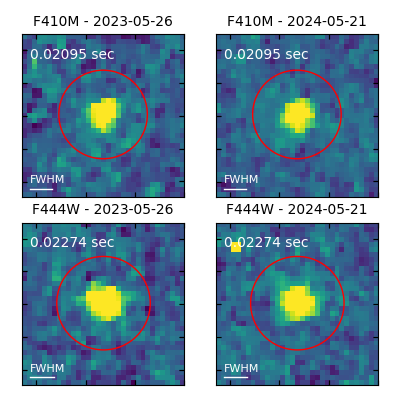 F410M - 2023-05-26
F410M - 2024-05-21
0.02095 sec
0.02095 sec
FWHM
FWHM
F444W - 2023-05-26
F444W - 2024-05-21
0.02274 sec
0.02274 sec
FWHM
FWHM